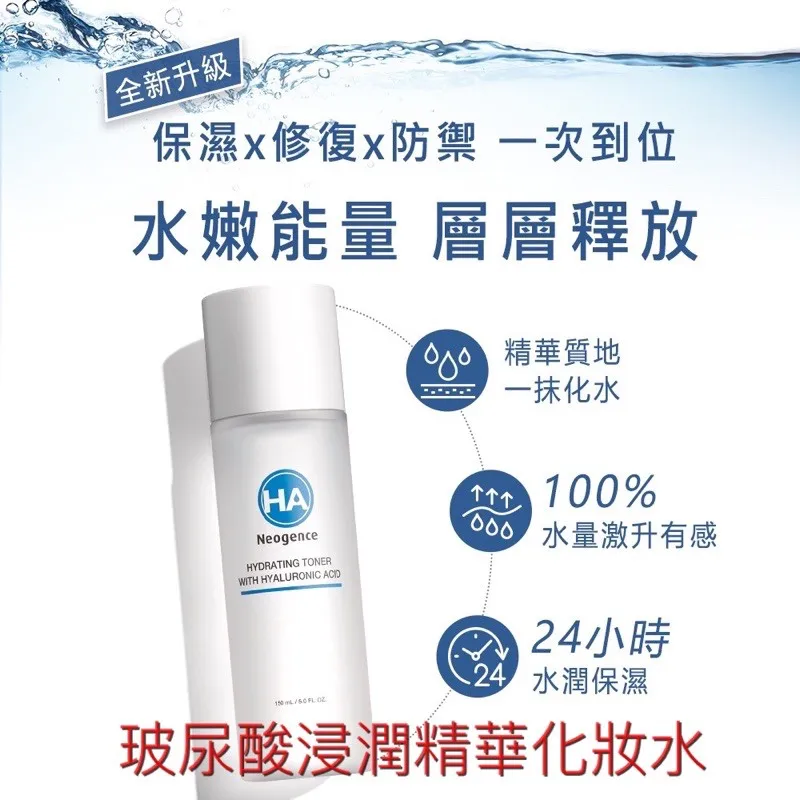 全新升級
保濕x修復x防禦 一次到位
水嫩能量 層層釋放
精華質地
一抹化水
HA
Neogence
HYDRATING TONER
WITH HYALURONIC ACID
100%
水量激升有感
24
24小時
水潤保濕
150 mL / 5.0 FL. OZ.
玻尿酸浸潤精華化妝水